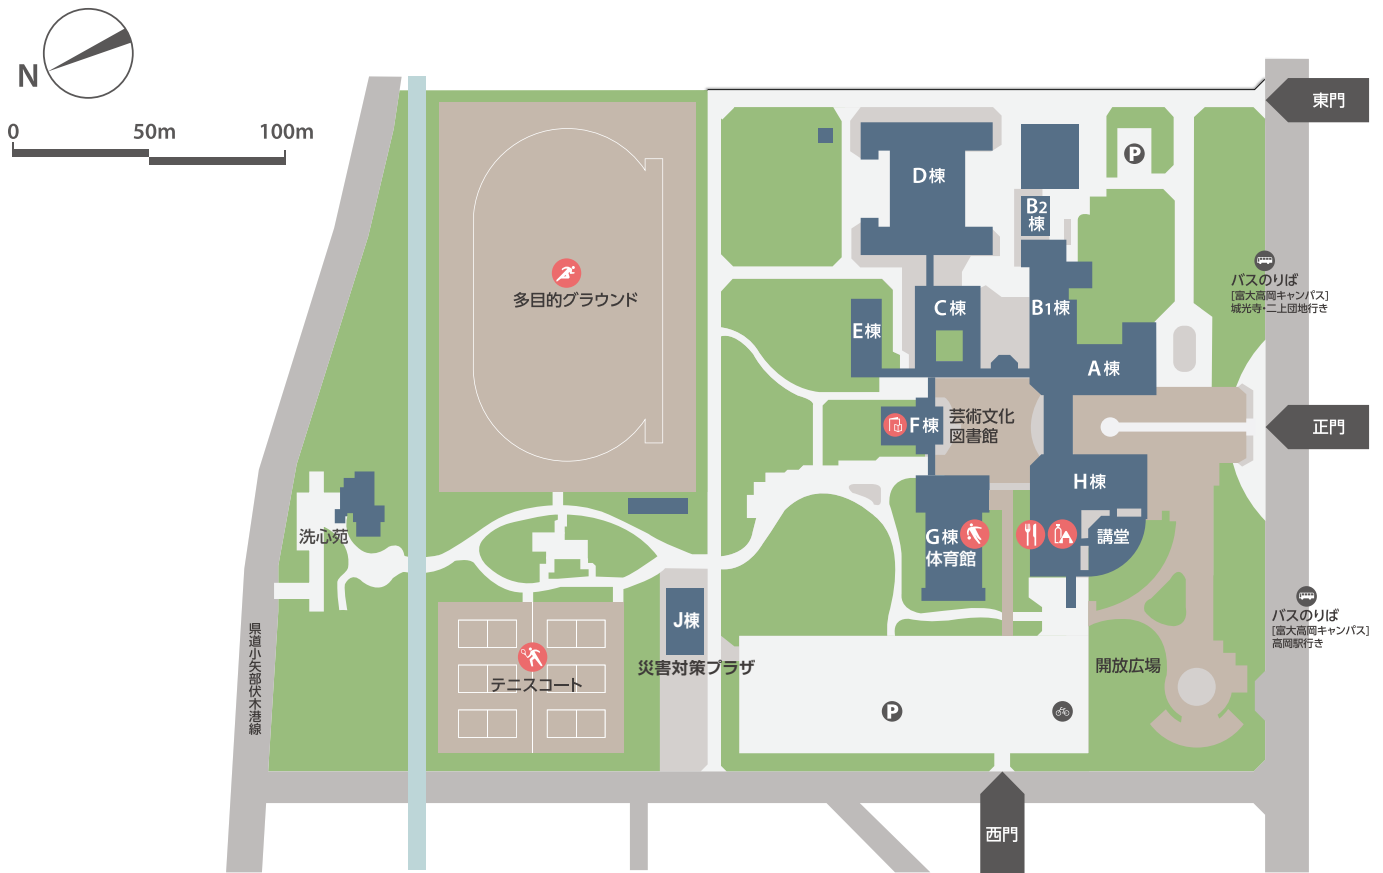 N
0 50m 100m
東門
P
D棟
B2
棟
バスのりば
[富大高岡キャンパス]
城光寺・二上団地行き
多目的グラウンド
C棟
B1棟
E棟
A棟
F棟
芸術文化
図書館
正門
H棟
洗心苑
G棟
体育館
講堂
バスのりば
[富大高岡キャンパス]
高岡駅行き
J棟
県道小矢部伏木港線
災害対策プラザ
開放広場
テニスコート
P
西門